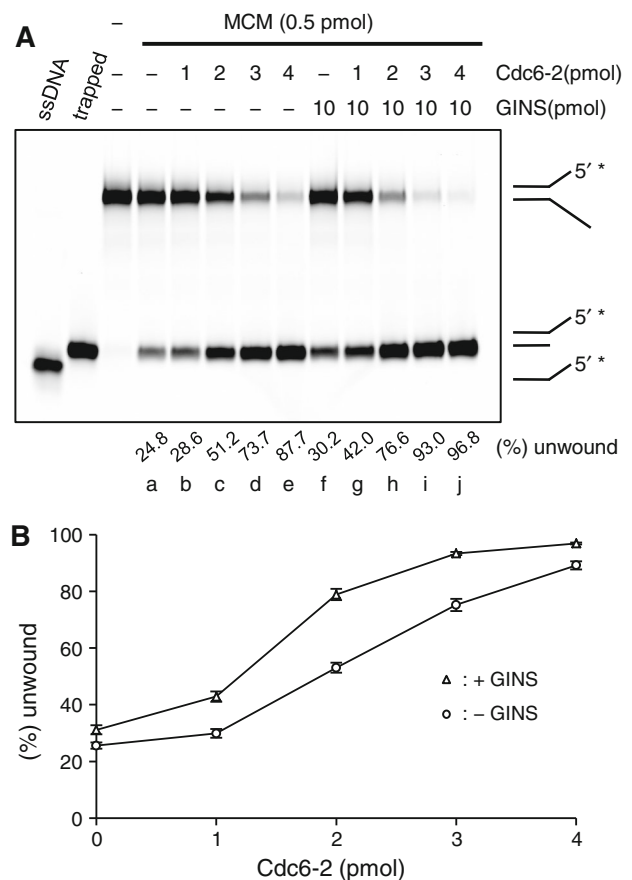 A
ssDNA
trapped
–
MCM (0.5 pmol)
– – 1 2 3 4 – 1 2 3 4 Cdc6-2(pmol)
– – – – – – 10 10 10 10 10 GINS(pmol)
5′ *
5′ *
5′ *
24.8 28.6 51.2 73.7 87.7 30.2 42.0 76.6 93.0 96.8 (%) unwound
a b c d e f g h i j
B
(%) unwound
100
80
60
40
20
0
△ : + GINS
○ : – GINS
0 1 2 3 4
Cdc6-2 (pmol)